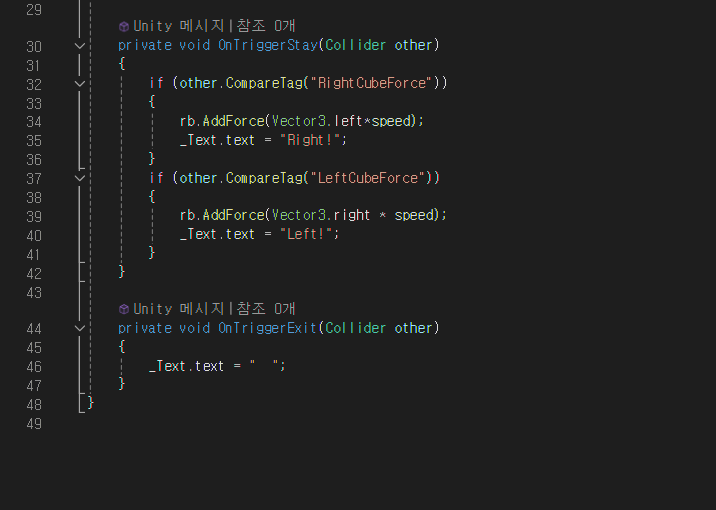 29
Unity 메시지|참조 0개
30 private void OnTriggerStay(Collider other)
31 {
32 if (other.CompareTag("RightCubeForce"))
33 {
34 rb.AddForce(Vector3.left*speed);
35 _Text.text = "Right!";
36 }
37 if (other.CompareTag("LeftCubeForce"))
38 {
39 rb.AddForce(Vector3.right * speed);
40 _Text.text = "Left!";
41 }
42 }
43
Unity 메시지|참조 0개
44 private void OnTriggerExit(Collider other)
45 {
46 _Text.text = "  ";
47 }
48 }
49